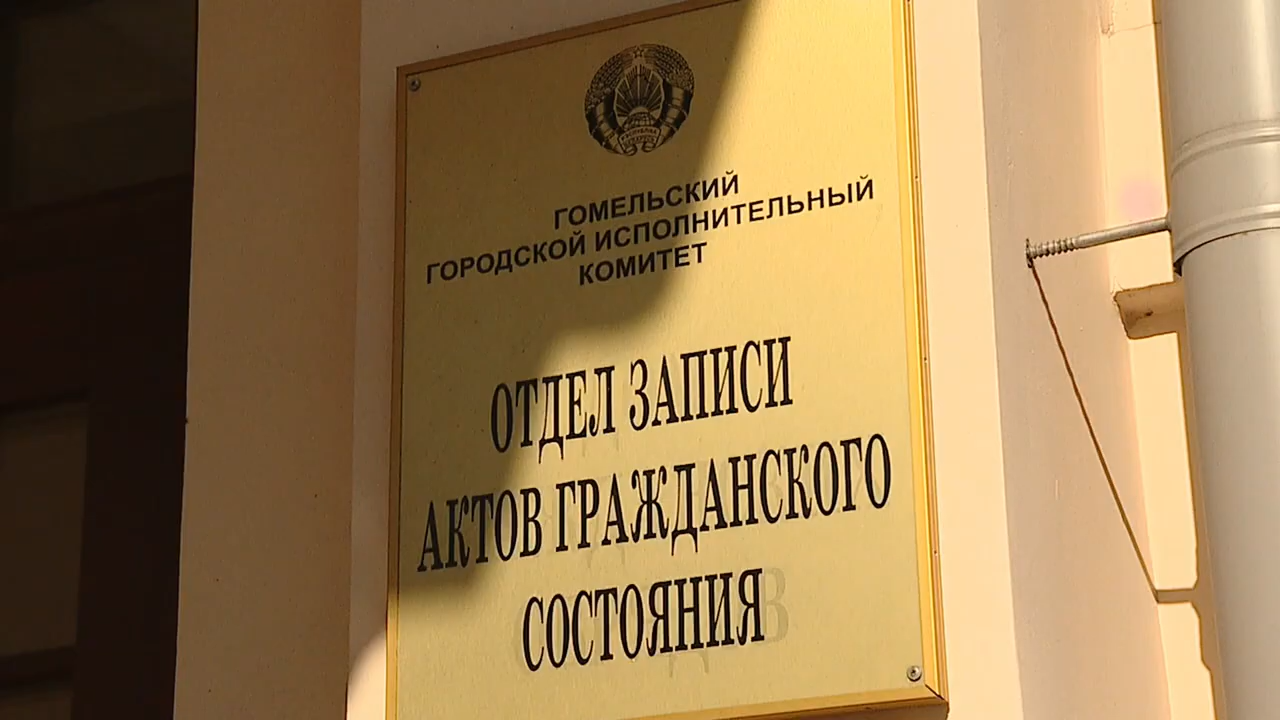 ГОМЕЛЬСКИЙ
ГОРОДСКОЙ ИСПОЛНИТЕЛЬНЫЙ
КОМИТЕТ
ОТДЕЛ ЗАПИСИ
АКТОВ ГРАЖДАНСКОГО
СОСТОЯНИЯ